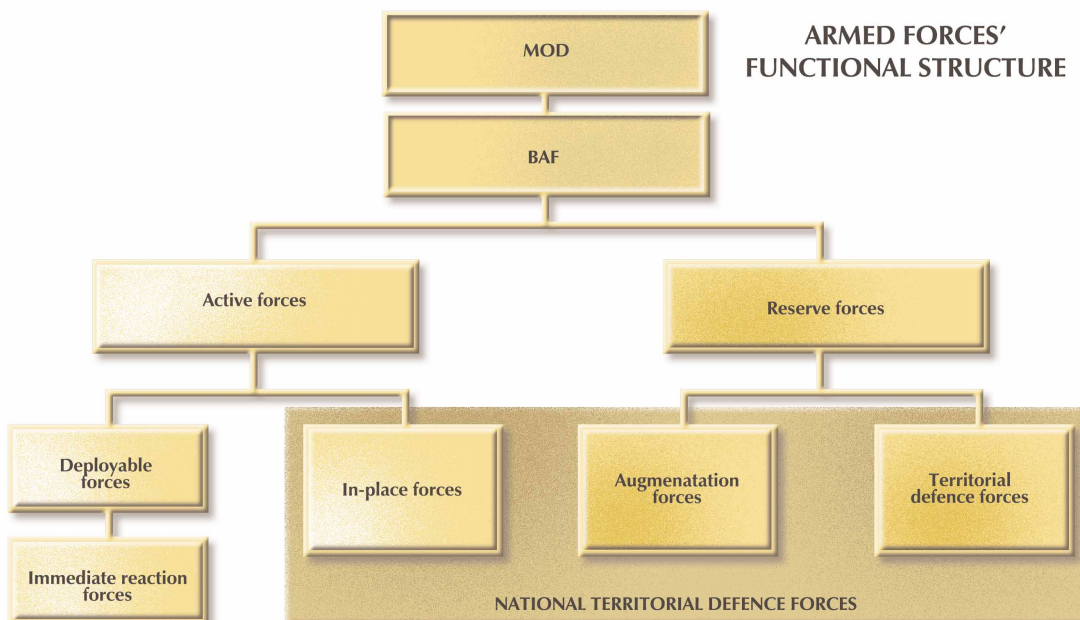 ARMED FORCES’
FUNCTIONAL STRUCTURE
MOD
BAF
Active forces
Reserve forces
Deployable
forces
In-place forces
Augmenatation
forces
Territorial
defence forces
Immediate reaction
forces
NATIONAL TERRITORIAL DEFENCE FORCES